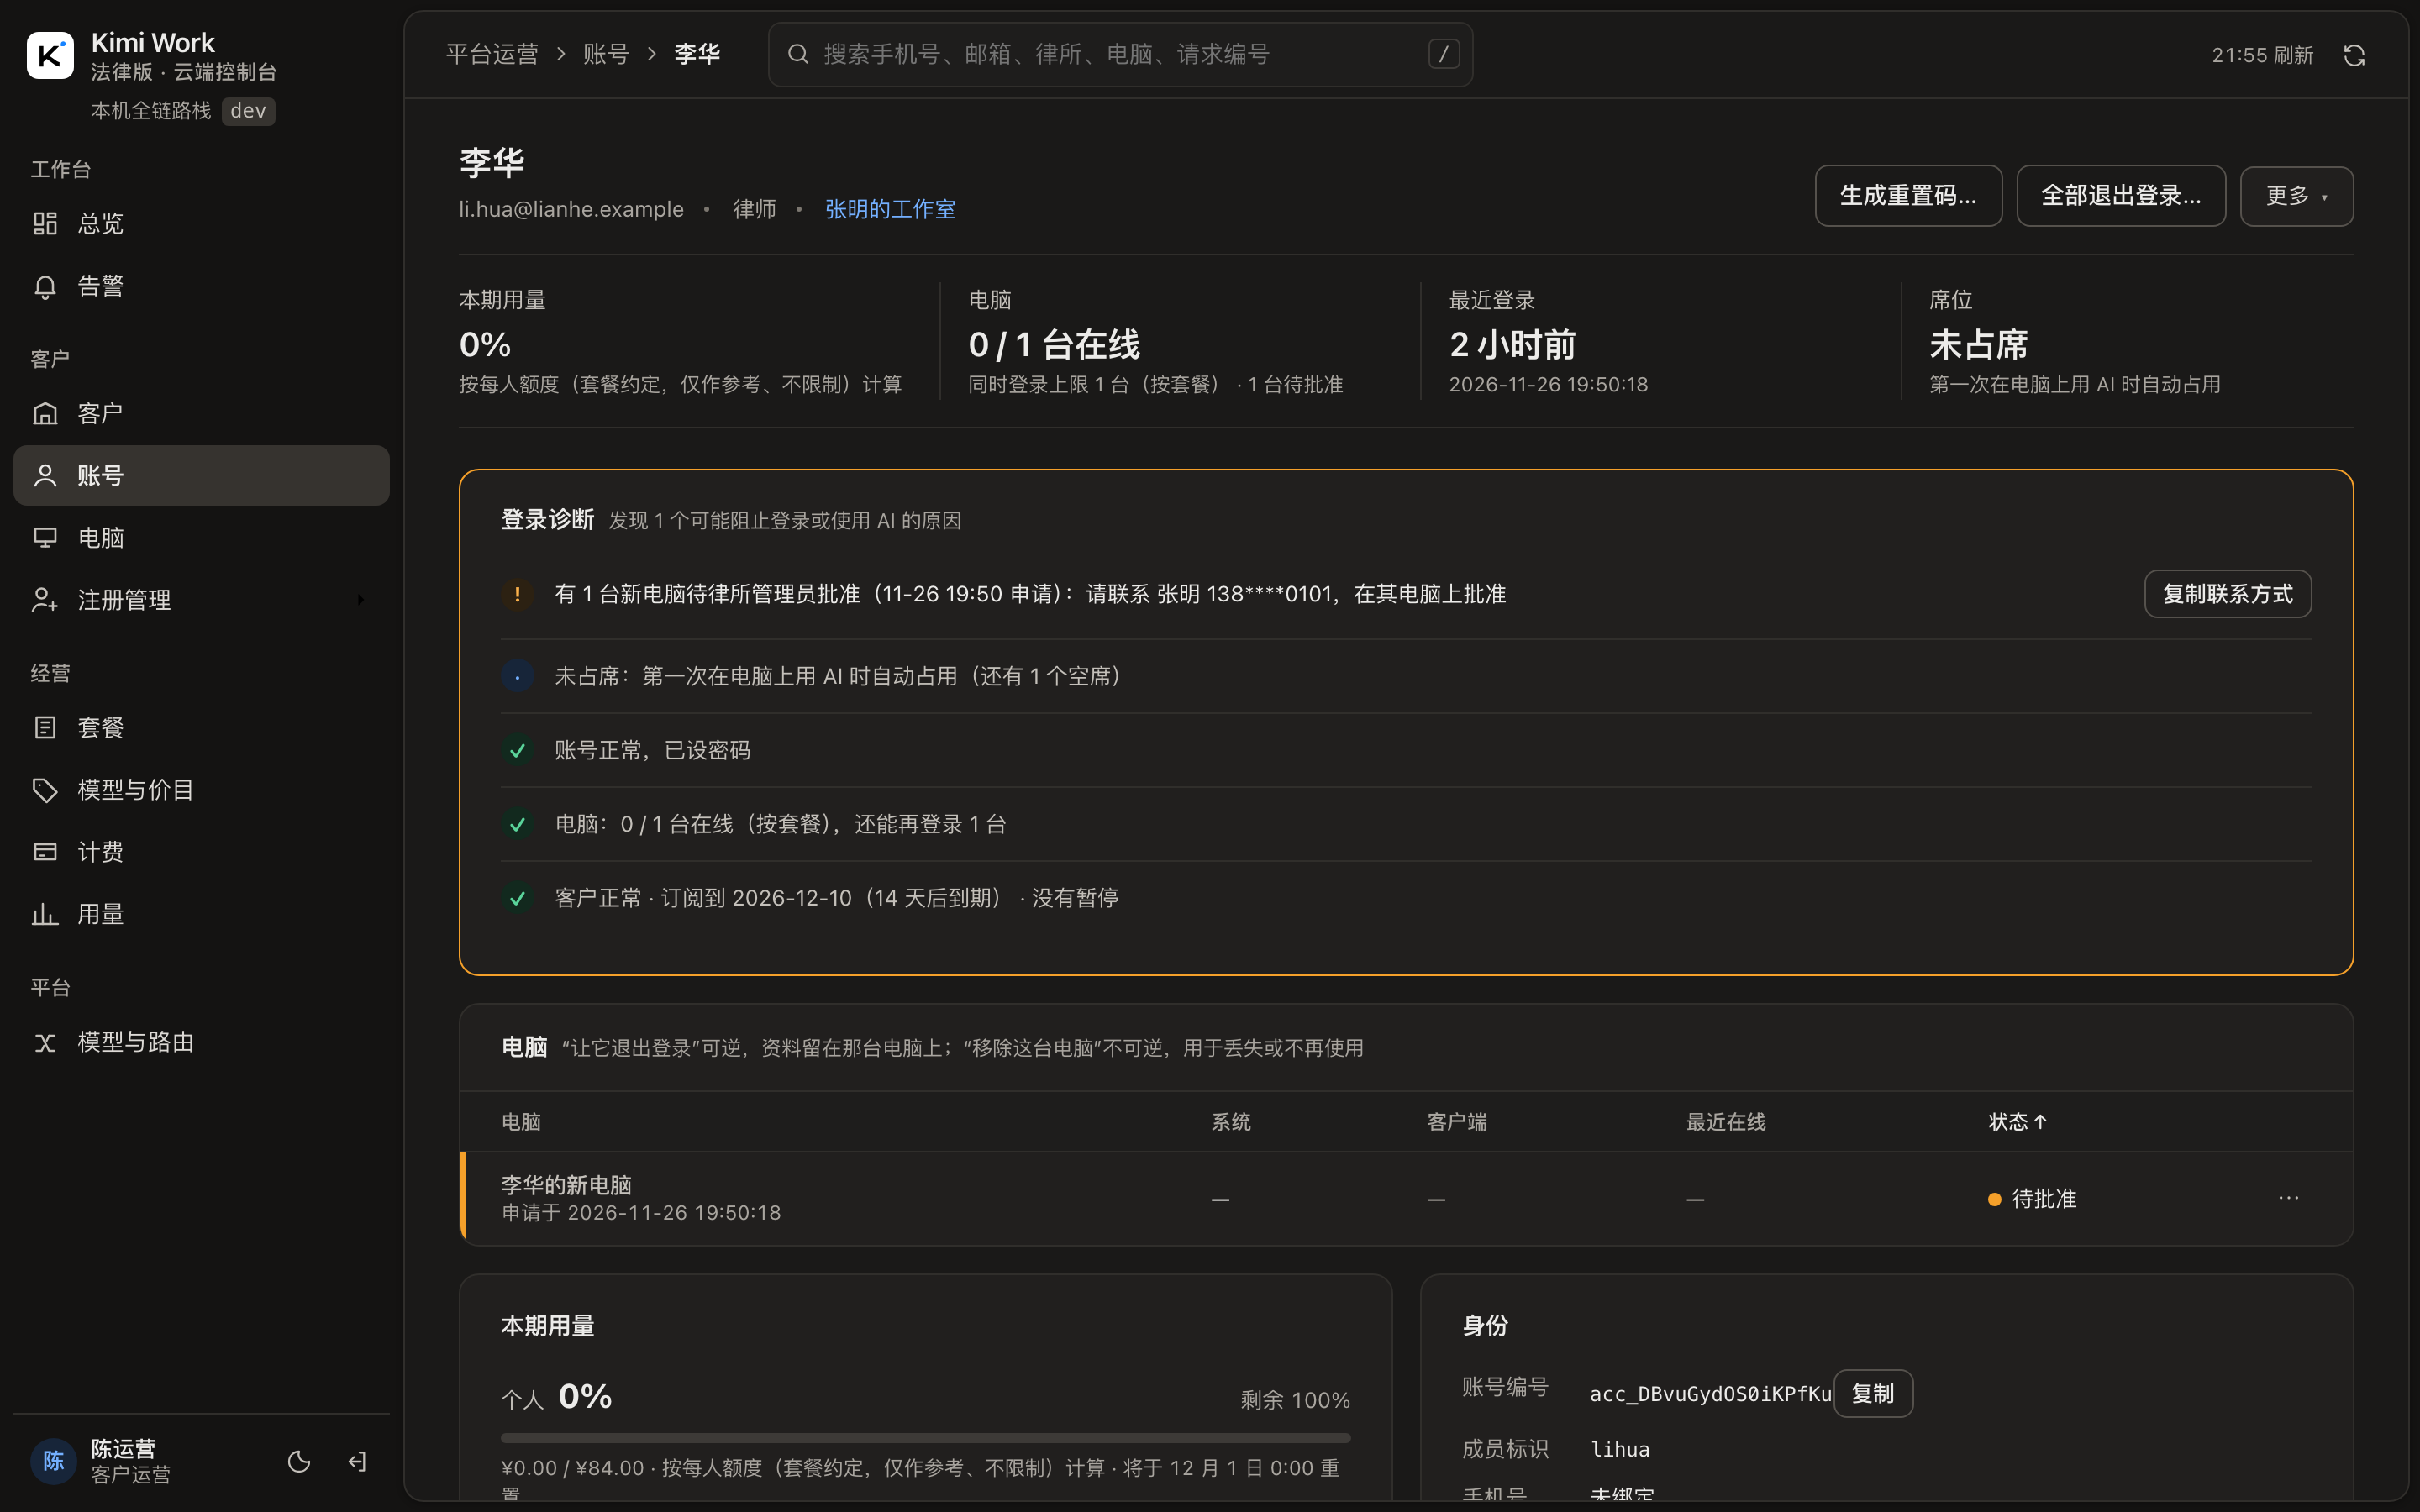 Kimi Work
法律版 · 云端控制台
本机全链路栈 dev
工作台
总览
告警
客户
客户
账号
电脑
注册管理
经营
套餐
模型与价目
计费
用量
平台
模型与路由
陈
陈运营
客户运营
平台运营 > 账号 > 李华
搜索手机号、邮箱、律所、电脑、请求编号 /
21:55 刷新
李华
li.hua@lianhe.example • 律师 • 张明的工作室
生成重置码... 全部退出登录... 更多
本期用量
0%
按每人额度（套餐约定，仅作参考、不限制）计算
电脑
0 / 1 台在线
同时登录上限 1 台（按套餐） · 1 台待批准
最近登录
2 小时前
2026-11-26 19:50:18
席位
未占席
第一次在电脑上用 AI 时自动占用
登录诊断 发现 1 个可能阻止登录或使用 AI 的原因
! 有 1 台新电脑待律所管理员批准（11-26 19:50 申请）：请联系 张明 138****0101，在其电脑上批准 复制联系方式
未占席：第一次在电脑上用 AI 时自动占用（还有 1 个空席）
账号正常，已设密码
电脑：0 / 1 台在线（按套餐），还能再登录 1 台
客户正常 · 订阅到 2026-12-10（14 天后到期） · 没有暂停
电脑 “让它退出登录”可逆，资料留在那台电脑上；“移除这台电脑”不可逆，用于丢失或不再使用
电脑 系统 客户端 最近在线 状态 ↑
李华的新电脑
申请于 2026-11-26 19:50:18
— — — 待批准 ···
本期用量
个人 0% 剩余 100%
¥0.00 / ¥84.00 · 按每人额度（套餐约定，仅作参考、不限制）计算 · 将于 12 月 1 日 0:00 重
置
身份
账号编号 acc_DBvuGydOS0iKPfKu 复制
成员标识 lihua
手机号 未绑定